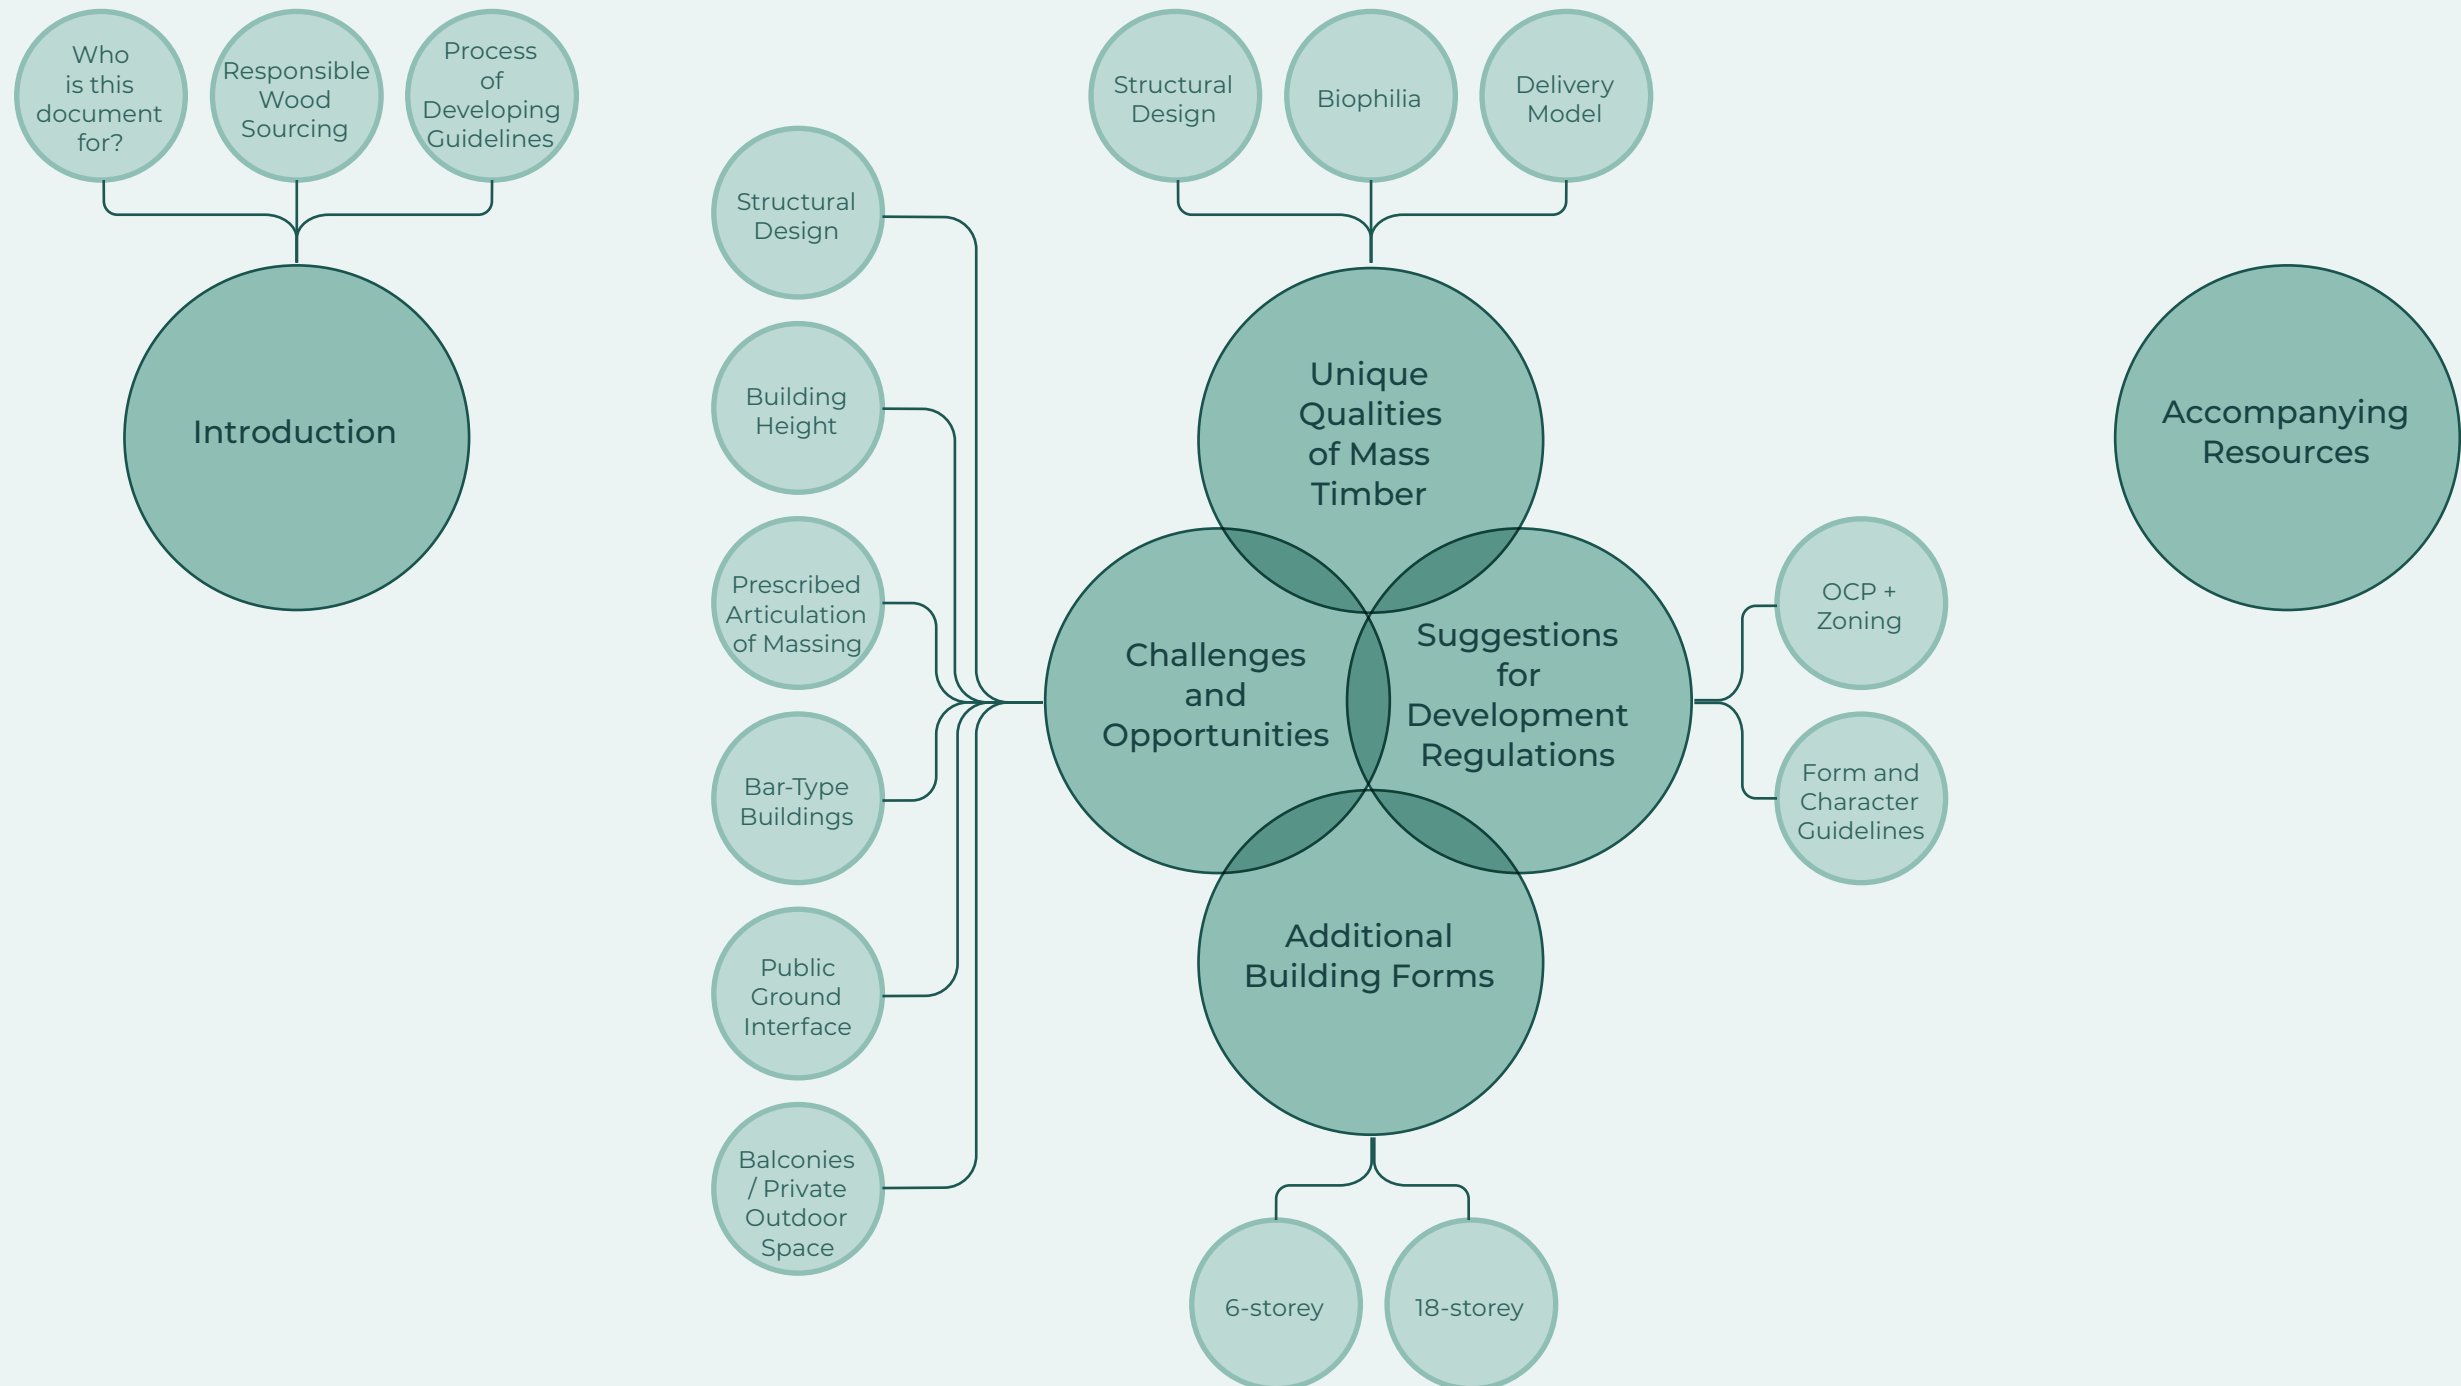 Who
is this
document
for?
Responsible
Wood
Sourcing
Process
of
Developing
Guidelines
Introduction
Structural
Design
Biophilia
Delivery
Model
Unique
Qualities
of Mass
Timber
Structural
Design
Building
Height
Prescribed
Articulation
of Massing
Bar-Type
Buildings
Public
Ground
Interface
Balconies
/ Private
Outdoor
Space
Challenges
and
Opportunities
Suggestions
for
Development
Regulations
OCP +
Zoning
Form and
Character
Guidelines
Additional
Building Forms
6-storey
18-storey
Accompanying
Resources